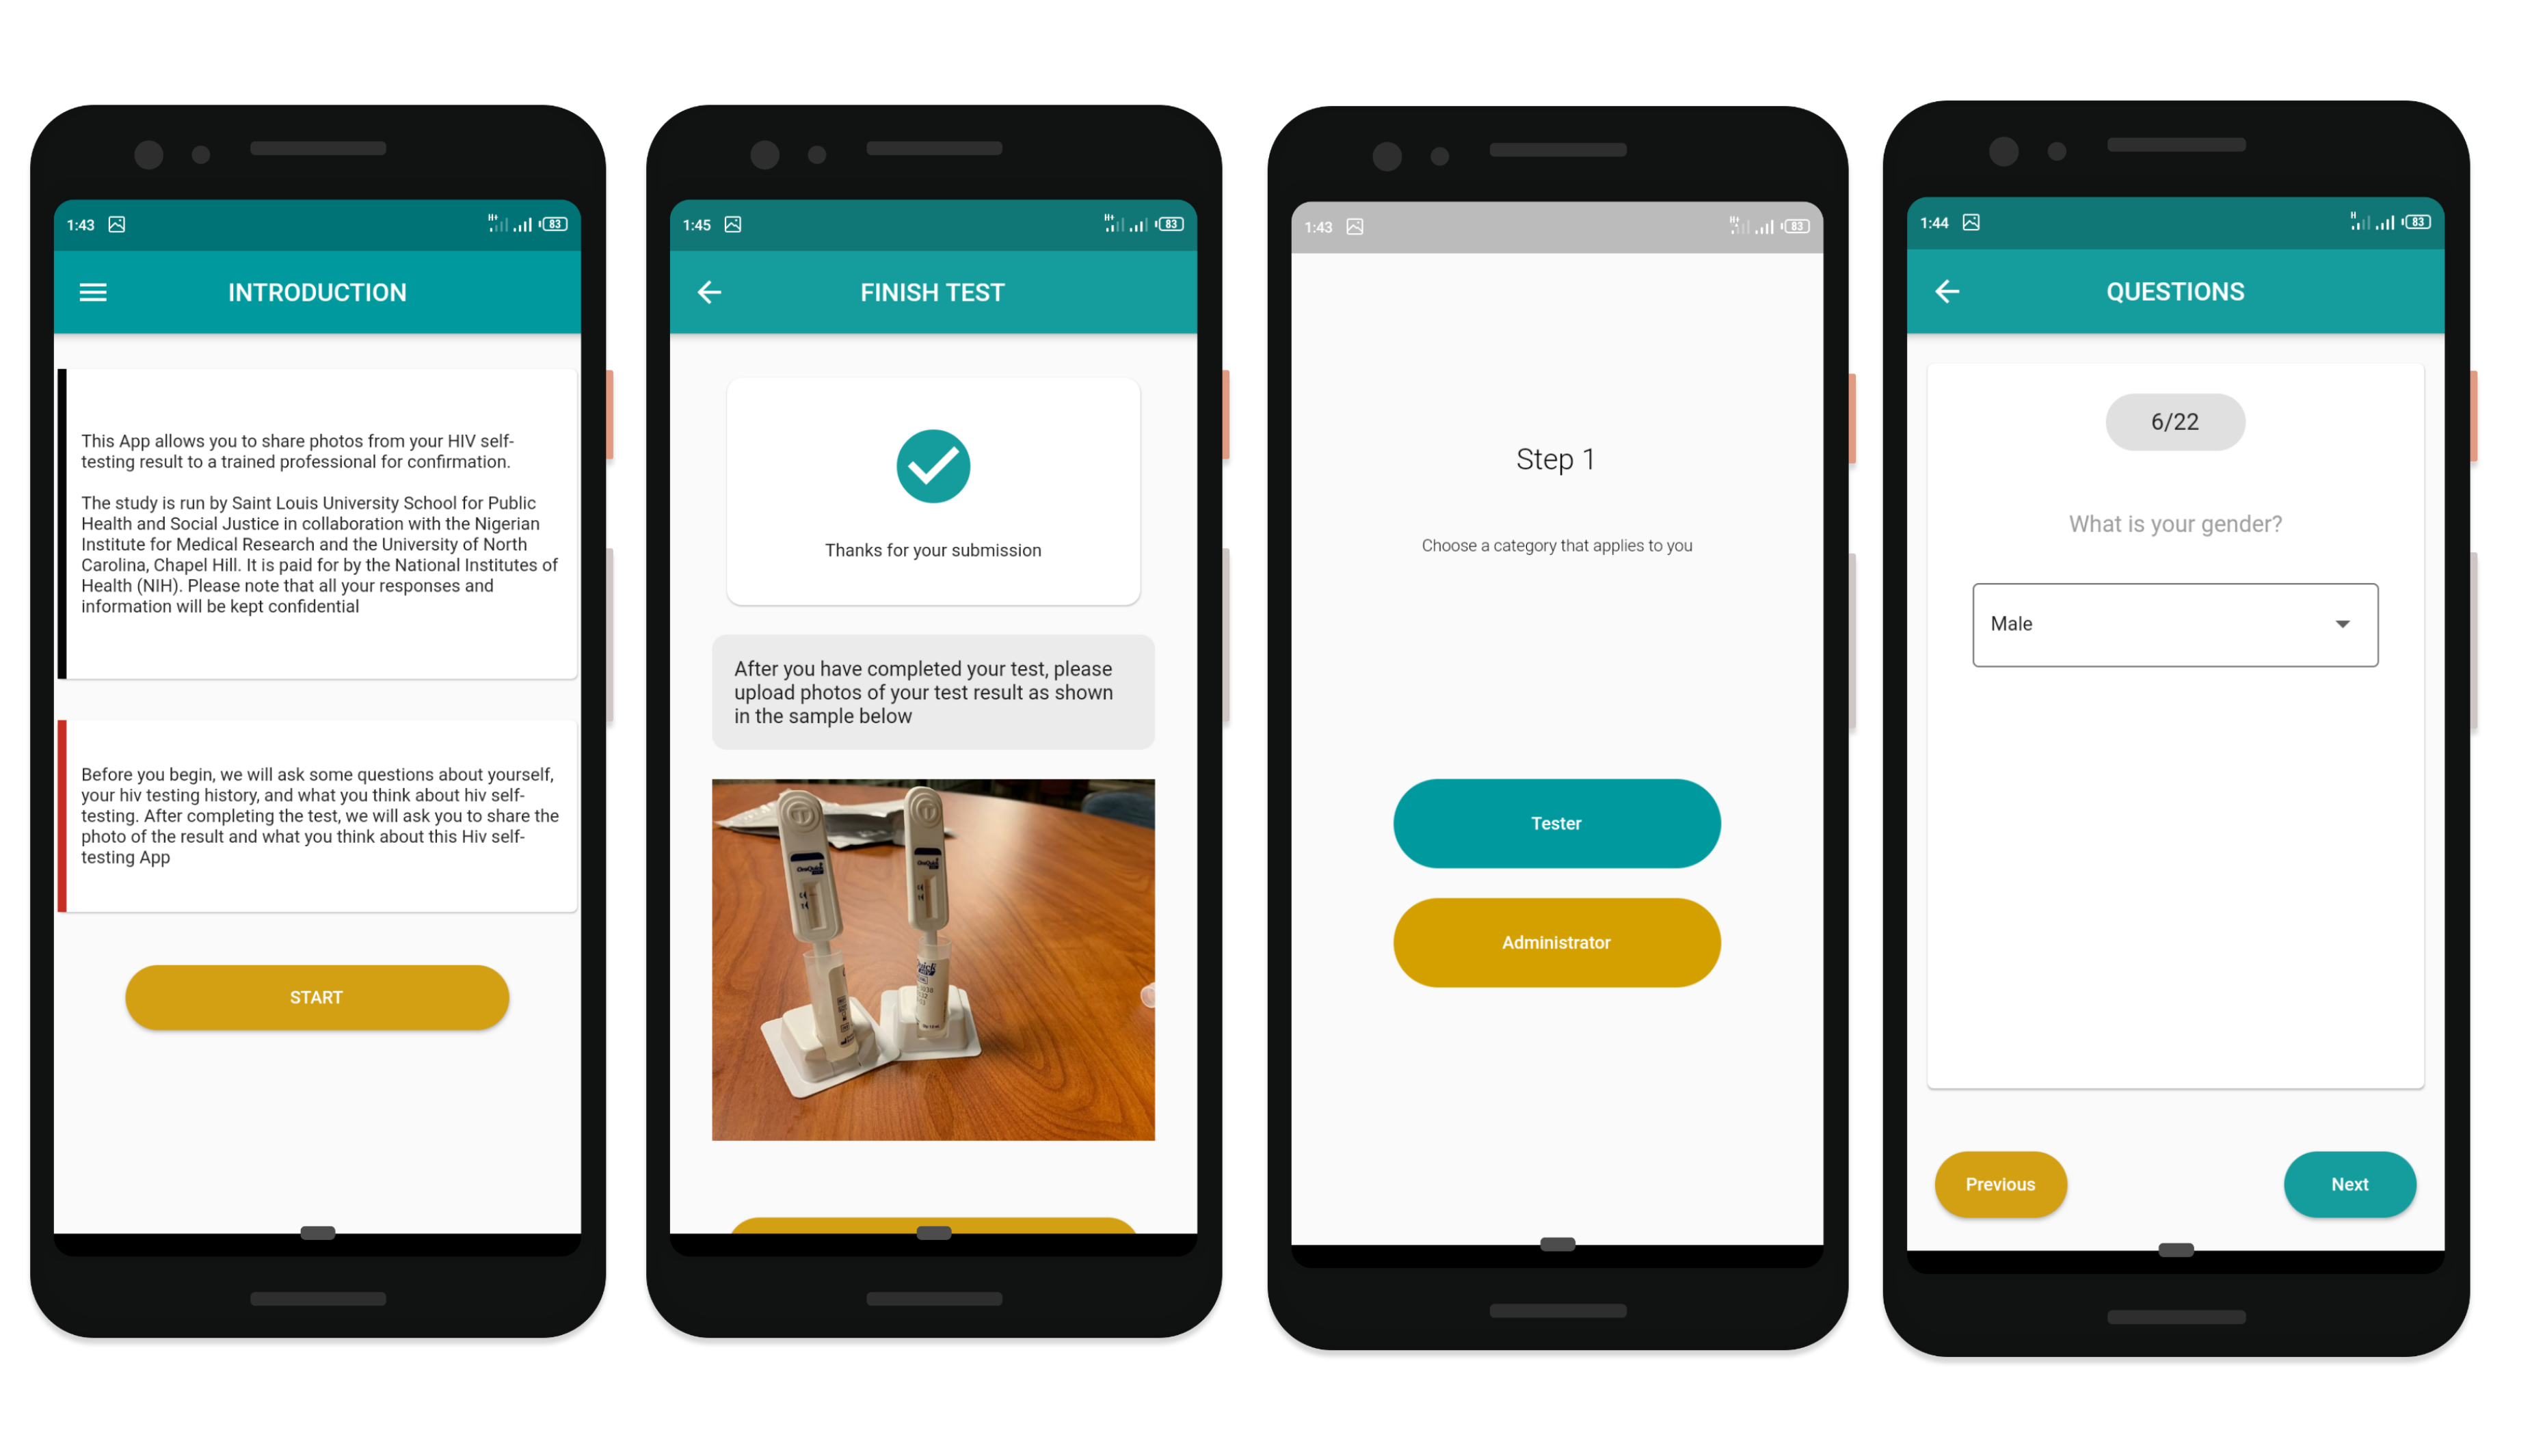 1:43
H+
83
INTRODUCTION
This App allows you to share photos from your HIV self-
testing result to a trained professional for confirmation.
The study is run by Saint Louis University School for Public
Health and Social Justice in collaboration with the Nigerian
Institute for Medical Research and the University of North
Carolina, Chapel Hill. It is paid for by the National Institutes of
Health (NIH). Please note that all your responses and
information will be kept confidential
Before you begin, we will ask some questions about yourself,
your hiv testing history, and what you think about hiv self-
testing. After completing the test, we will ask you to share the
photo of the result and what you think about this Hiv self-
testing App
START
1:45
H+
83
FINISH TEST
Thanks for your submission
After you have completed your test, please
upload photos of your test result as shown
in the sample below
OraQuick
C
T
OraQuick
C
T
1:43
H+
83
Step 1
Choose a category that applies to you
Tester
Administrator
1:44
H
83
QUESTIONS
6/22
What is your gender?
Male
Previous
Next